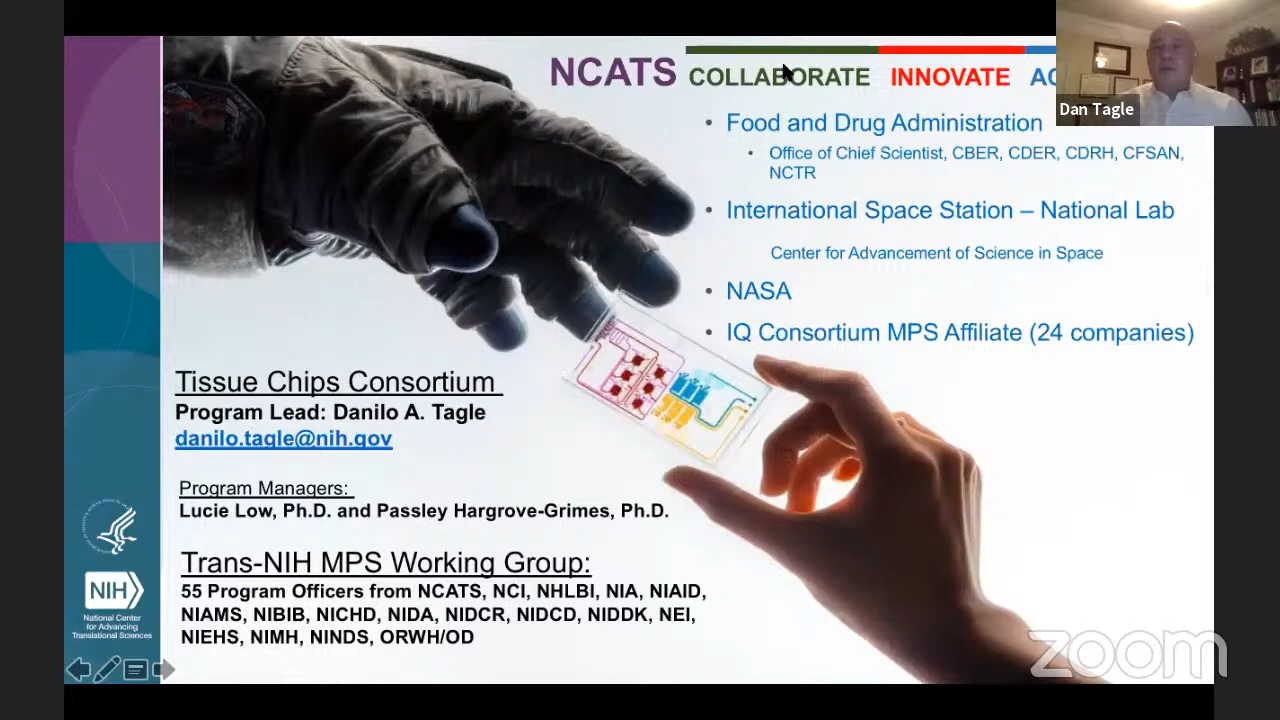 NCATS COLLABORATE INNOVATE
Dan Tagle
Food and Drug Administration
Office of Chief Scientist, CBER, CDER, CDRH, CFSAN,
NCTR
International Space Station – National Lab
Center for Advancement of Science in Space
NASA
IQ Consortium MPS Affiliate (24 companies)
Tissue Chips Consortium
Program Lead: Danilo A. Tagle
danilo.tagle@nih.gov
Program Managers:
Lucie Low, Ph.D. and Passley Hargrove-Grimes, Ph.D.
Trans-NIH MPS Working Group:
55 Program Officers from NCATS, NCI, NHLBI, NIA, NIAID,
NIAMS, NIBIB, NICHD, NIDA, NIDCR, NIDCD, NIDDK, NEI,
NIEHS, NIMH, NINDS, ORWH/OD
NIH
National Center
for Advancing
Translational Sciences
zoom